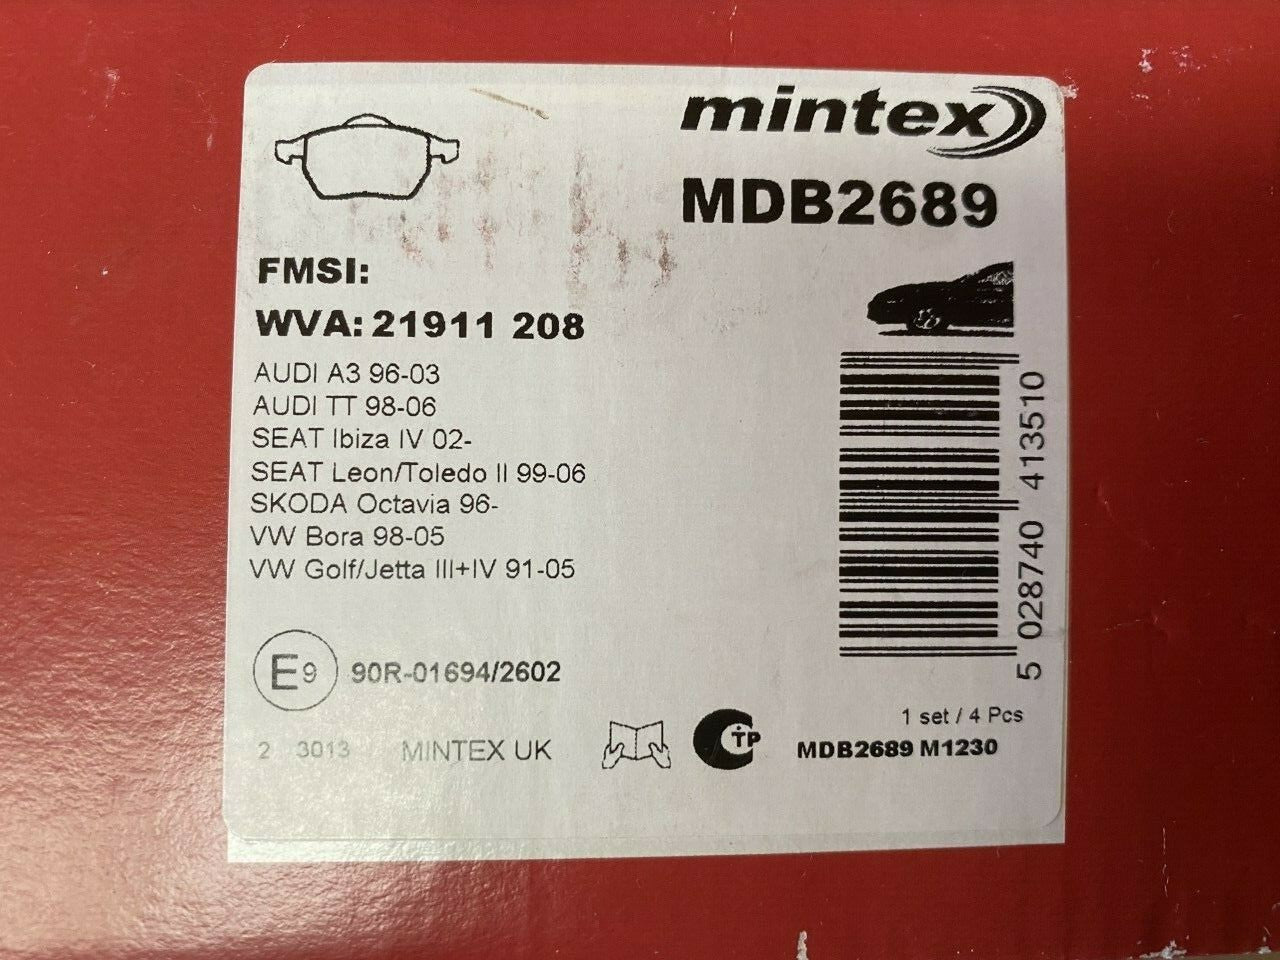 mintex
MDB2689
FMSI:
WVA: 21911 208
AUDI A3 96-03
AUDI TT 98-06
SEAT Ibiza IV 02-
SEAT Leon/Toledo II 99-06
SKODA Octavia 96-
VW Bora 98-05
VW Golf/Jetta III+IV 91-05
5 028740 413510
E9 90R-01694/2602
1 set / 4 Pcs
2 3013 MINTEX UK
CTP
MDB2689 M1230